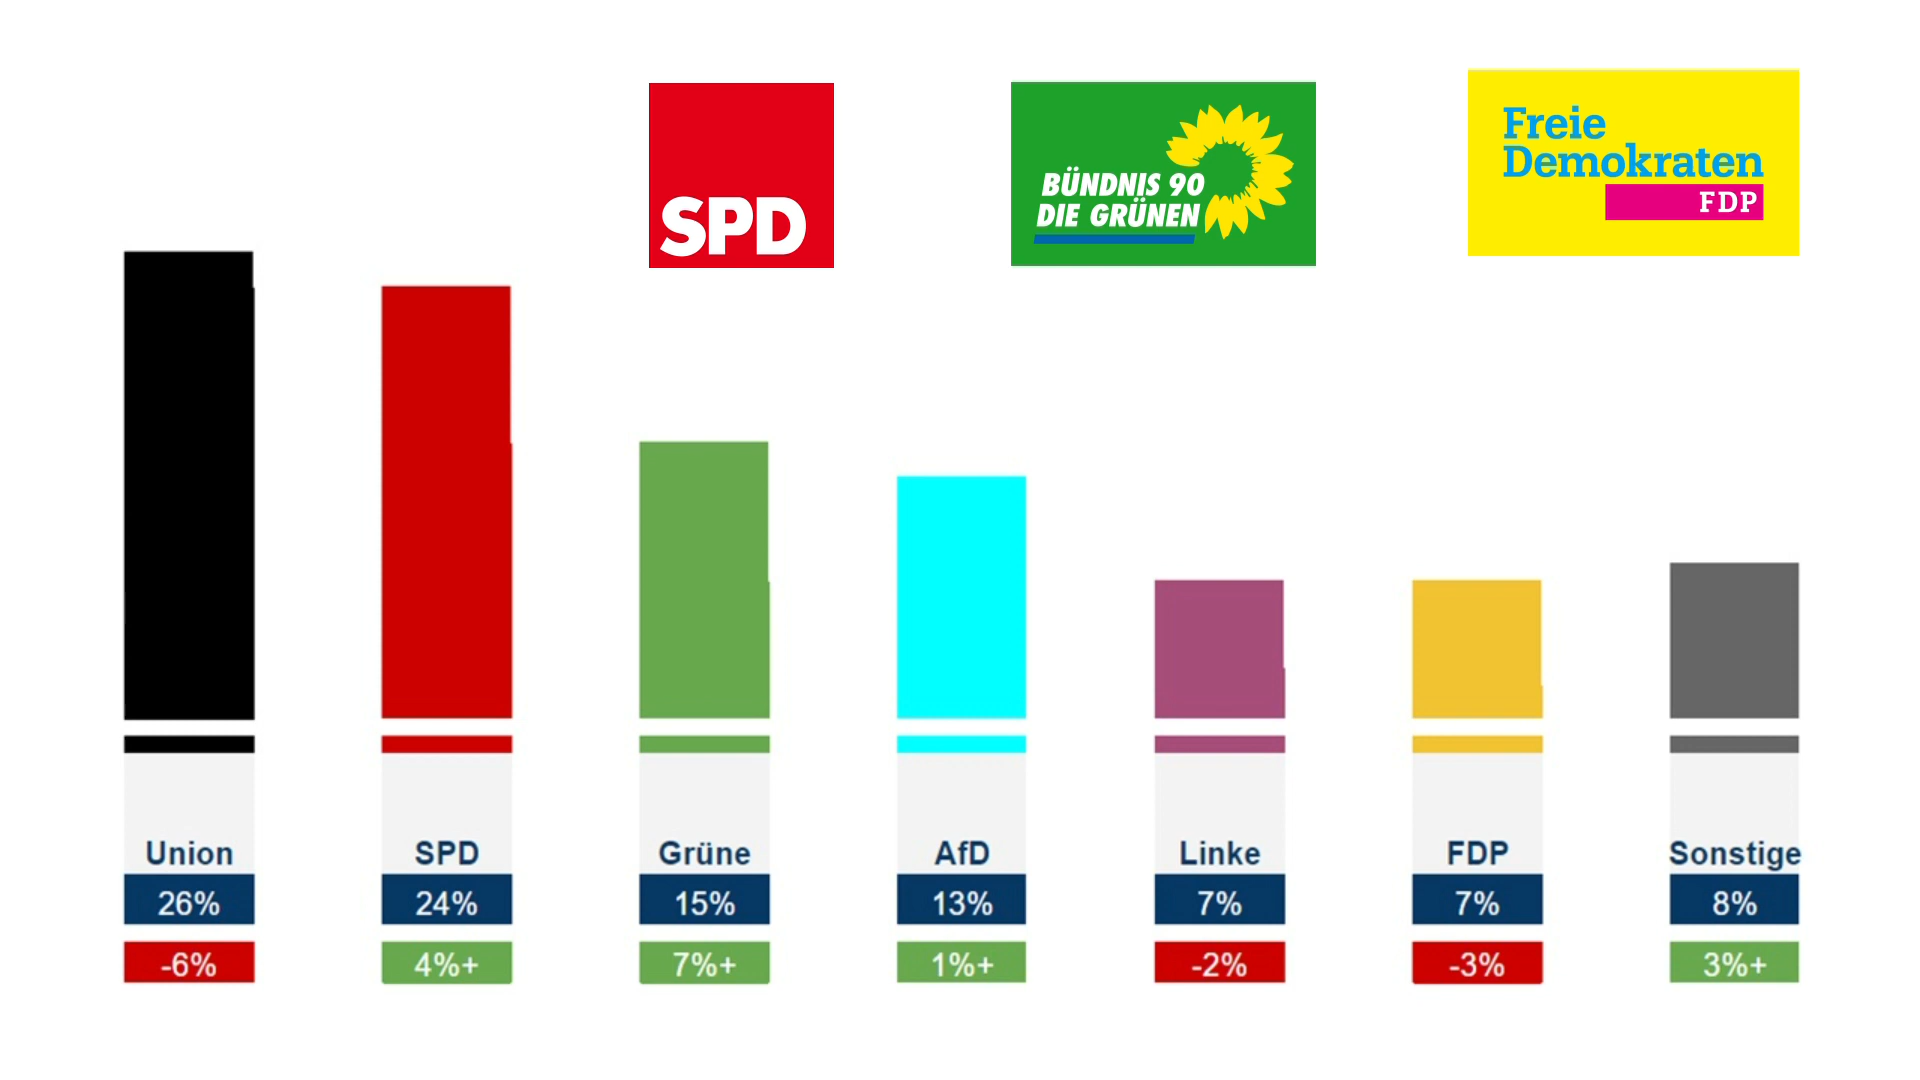 SPD
BÜNDNIS 90
DIE GRÜNEN
Freie
Demokraten
FDP
Union SPD Grüne AfD Linke FDP Sonstige
26% 24% 15% 13% 7% 7% 8%
-6% 4%+ 7%+ 1%+ -2% -3% 3%+